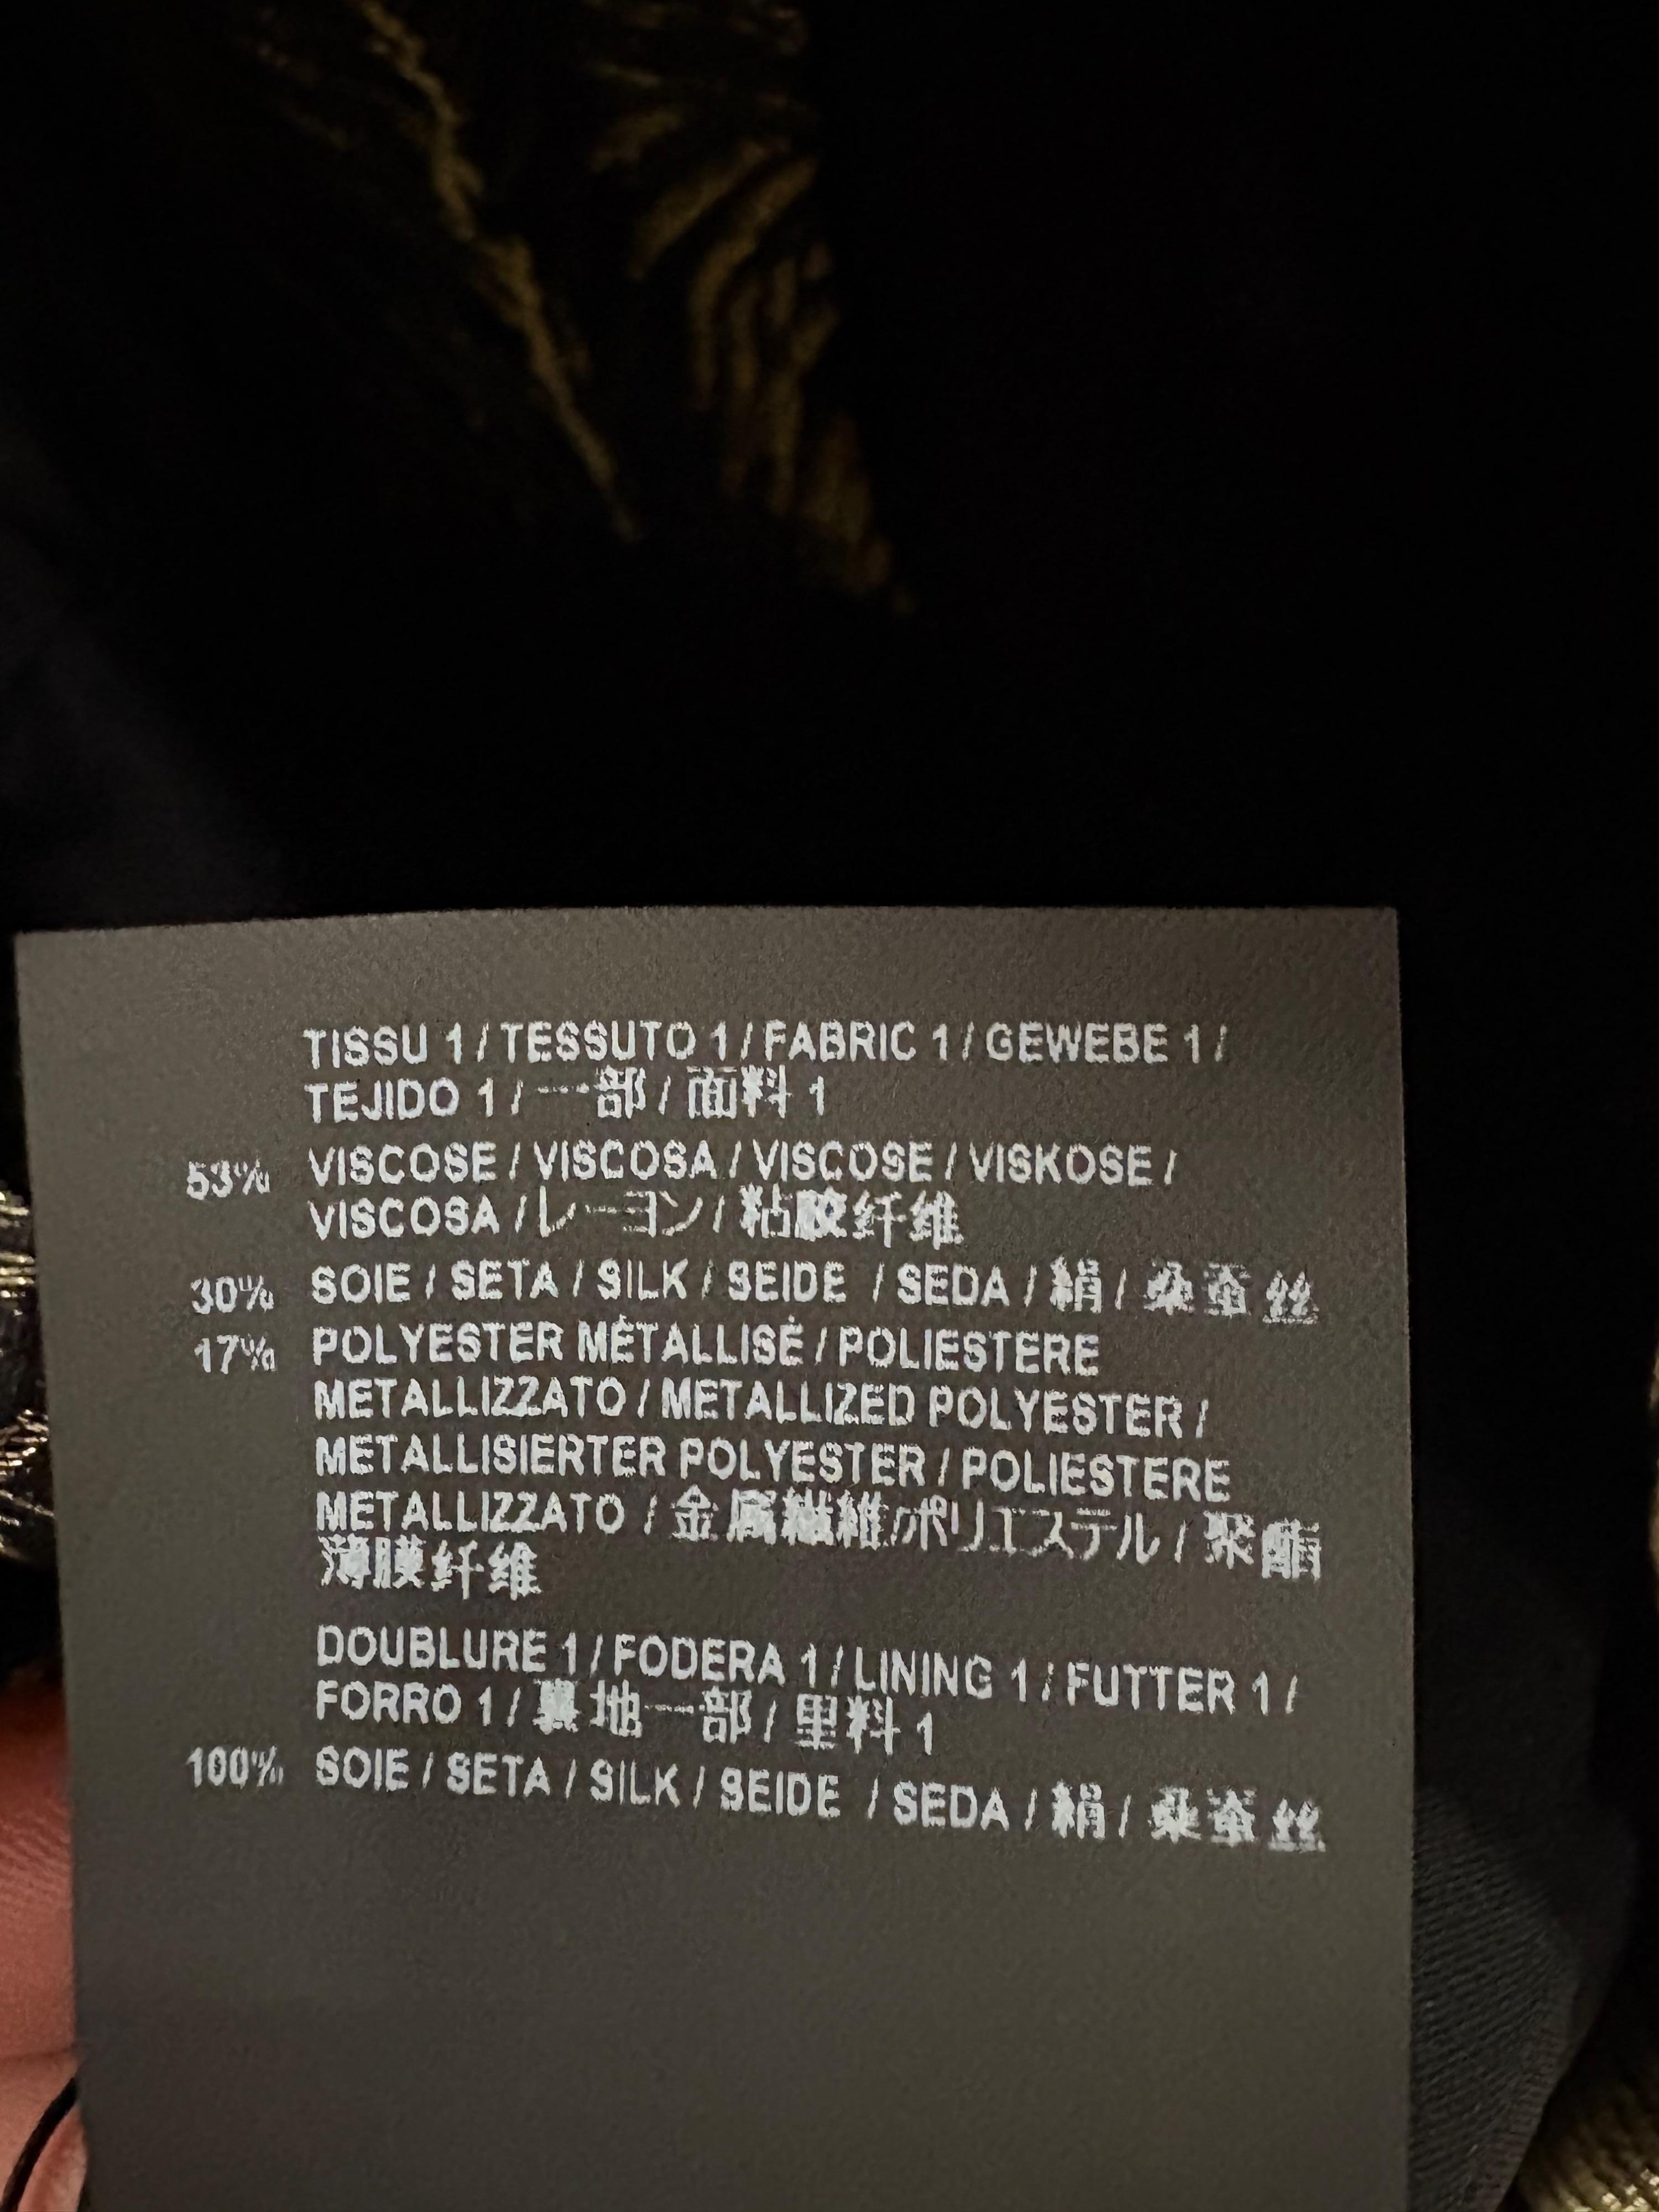 TISSU 1 / TESSUTO 1 / FABRIC 1 / GEWEBE 1 /
TEJIDO 1 / 一部 / 面料 1
53% VISCOSE / VISCOSA / VISCOSE / VISKOSE /
VISCOSA / レーヨン / 粘胶纤维
30% SOIE / SETA / SILK / SEIDE / SEDA / 絹 / 桑蚕丝
17% POLYESTER MÉTALLISÉ / POLIESTERE
METALLIZZATO / METALLIZED POLYESTER /
METALLISIERTER POLYESTER / POLIESTERE
METALLIZZATO / 金属繊維/ポリエステル / 聚酯
薄膜纤维
DOUBLURE 1 / FODERA 1 / LINING 1 / FUTTER 1 /
FORRO 1 / 裏地一部 / 里料 1
100% SOIE / SETA / SILK / SEIDE / SEDA / 絹 / 桑蚕丝